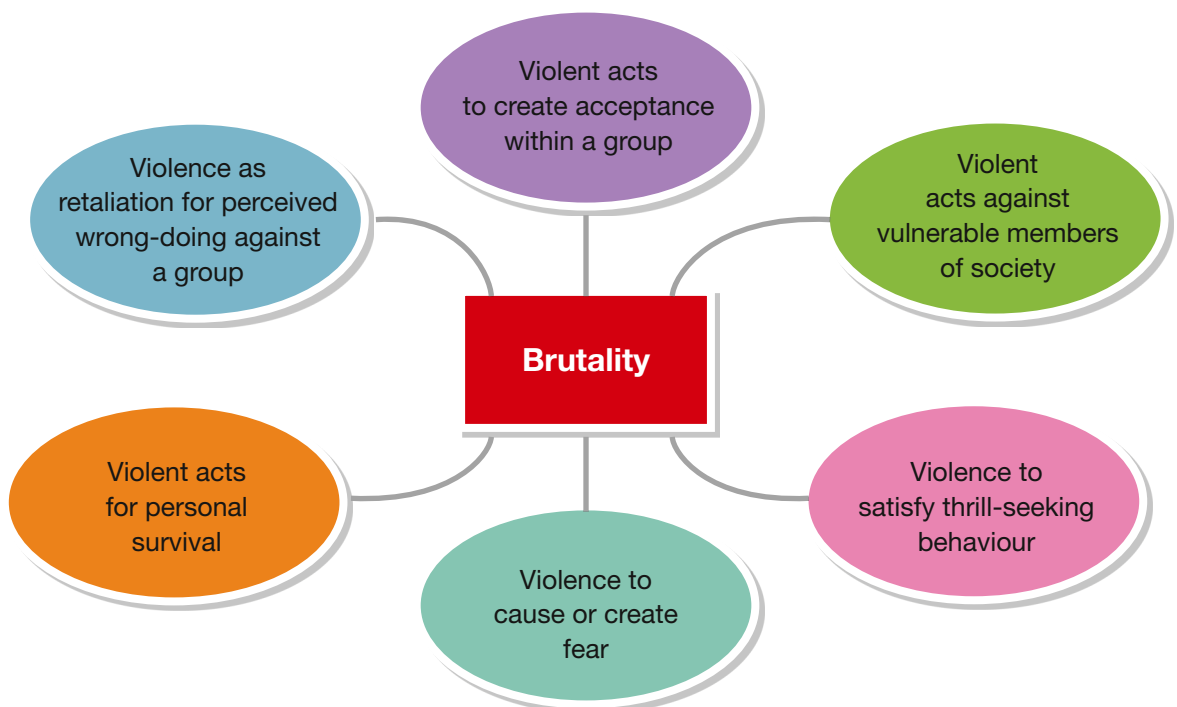 Violent acts
to create acceptance
within a group
Violence as
retaliation for perceived
wrong-doing against
a group
Violent
acts against
vulnerable members
of society
Brutality
Violent acts
for personal
survival
Violence to
satisfy thrill-seeking
behaviour
Violence to
cause or create
fear